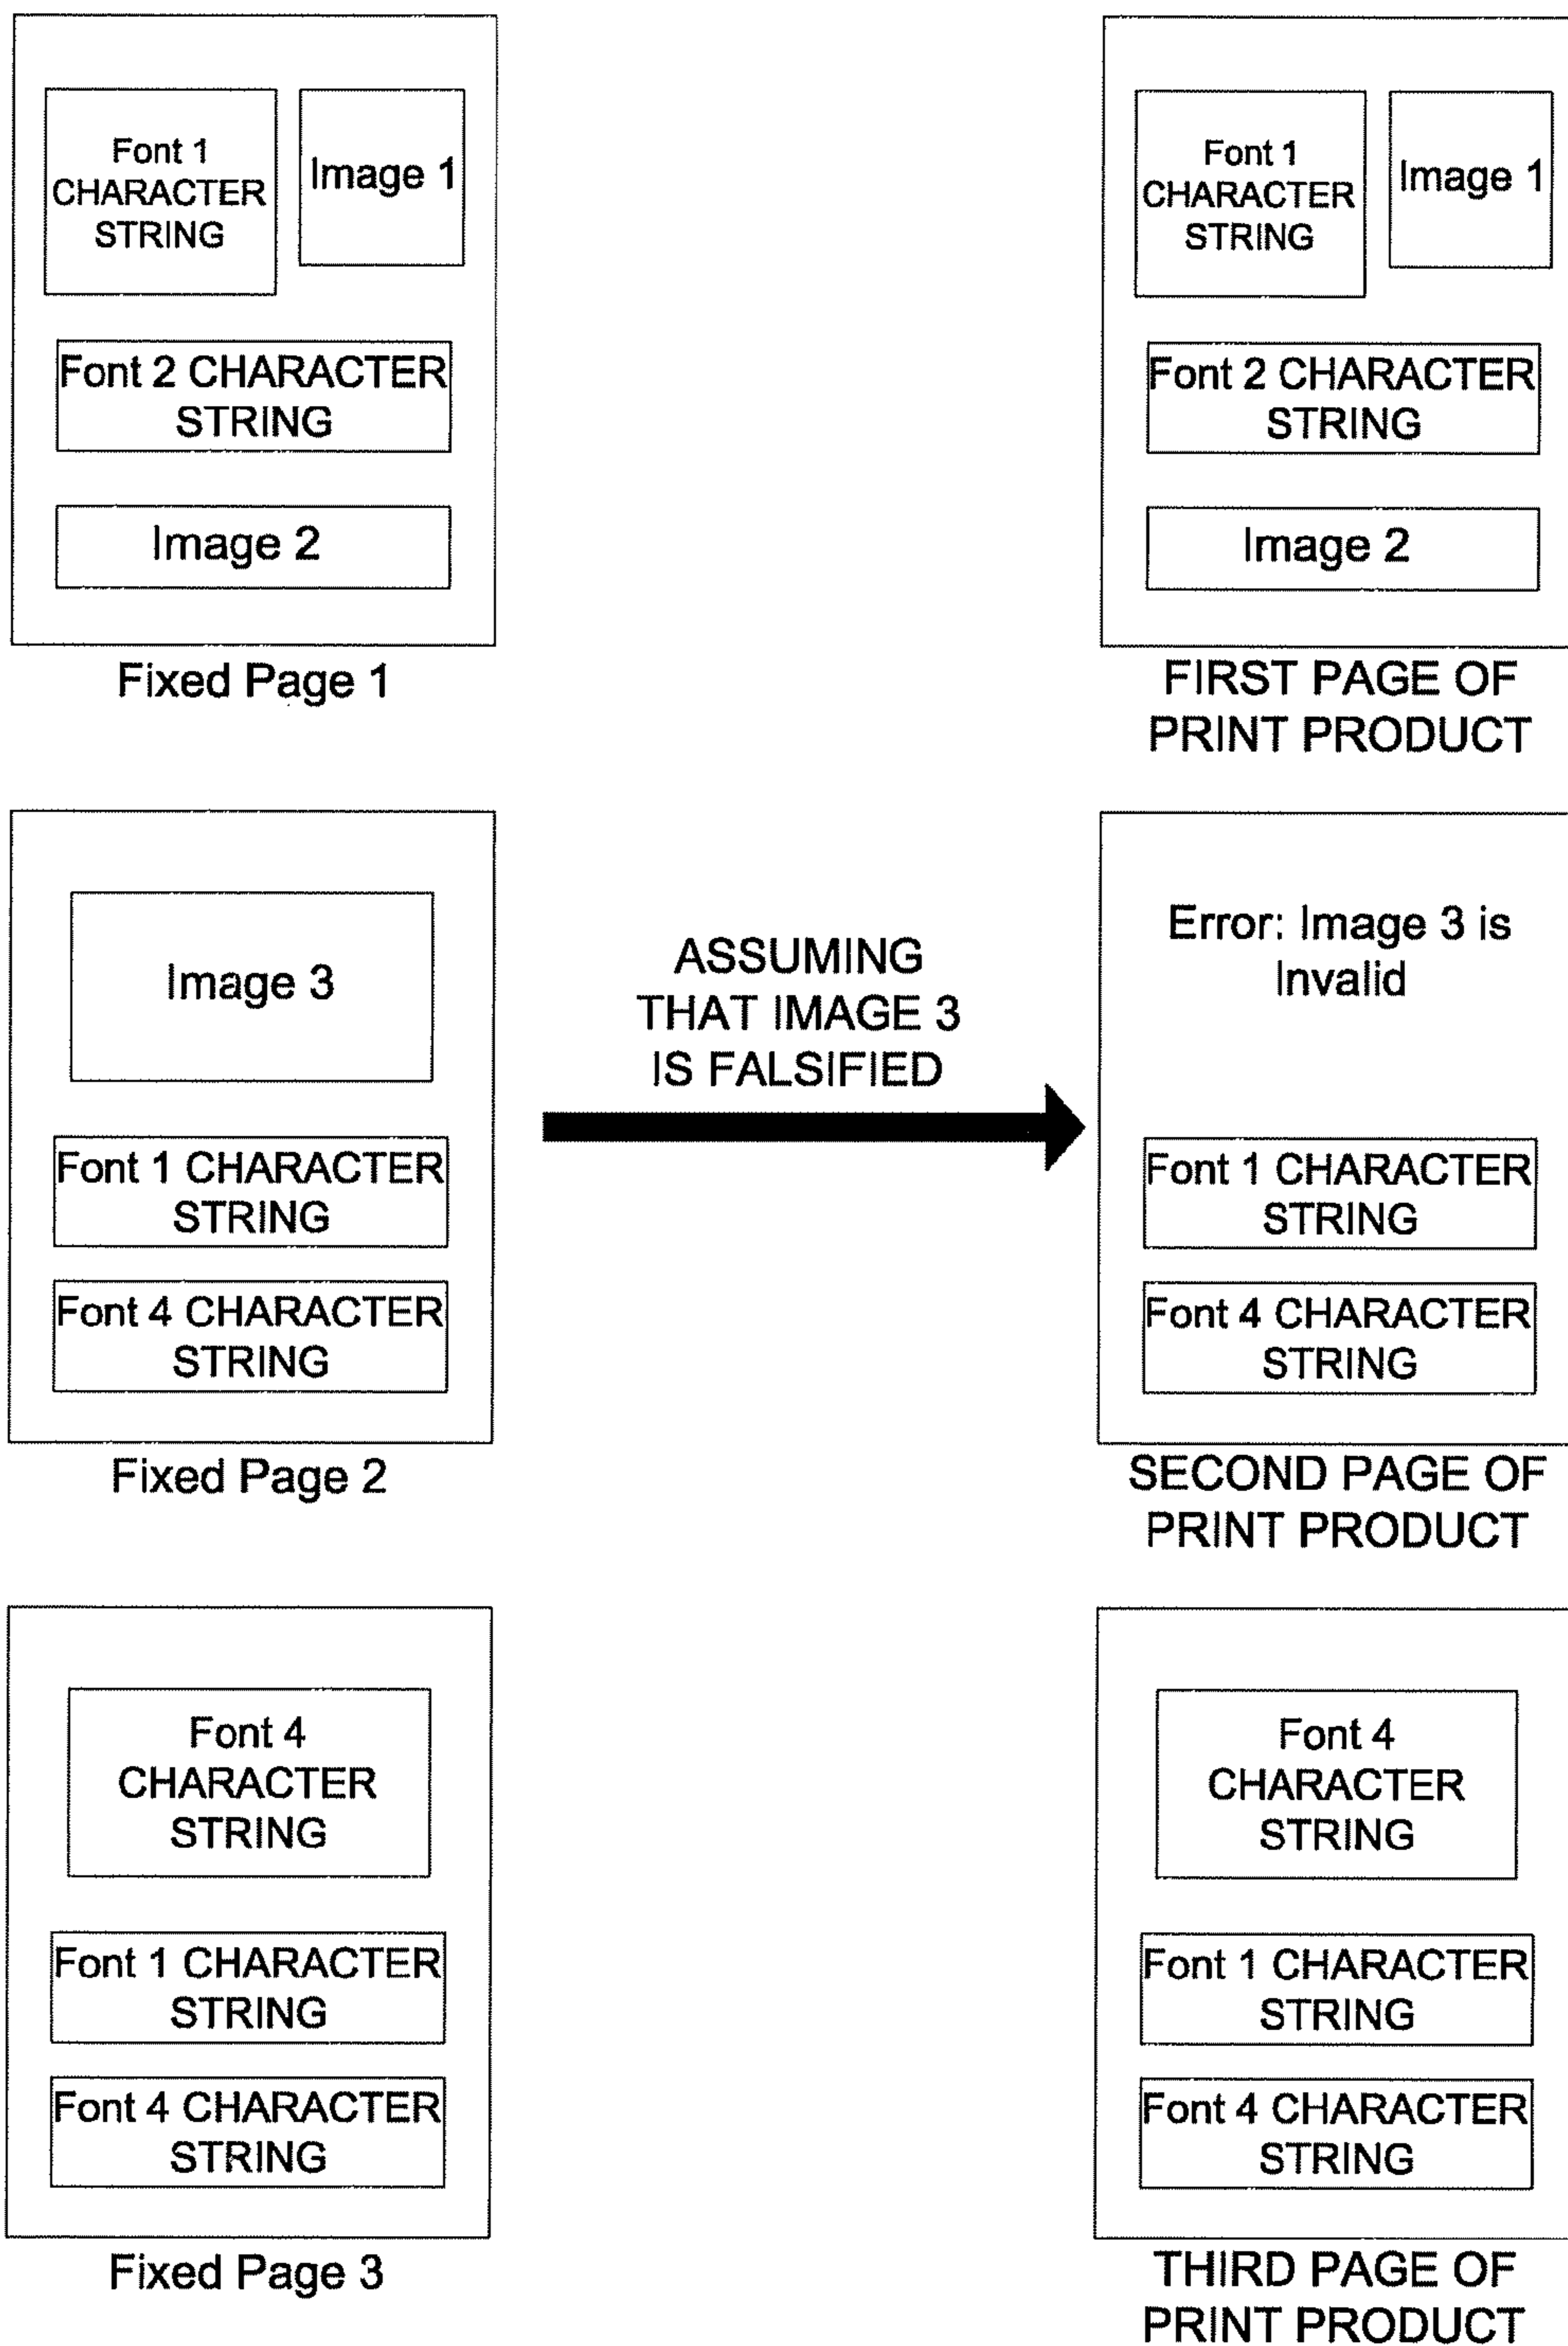 Font 1
CHARACTER
STRING
Image 1
Font 2 CHARACTER
STRING
Image 2
Fixed Page 1
Font 1
CHARACTER
STRING
Image 1
Font 2 CHARACTER
STRING
Image 2
FIRST PAGE OF
PRINT PRODUCT
Image 3
Font 1 CHARACTER
STRING
Font 4 CHARACTER
STRING
Fixed Page 2
ASSUMING
THAT IMAGE 3
IS FALSIFIED
Error: Image 3 is
Invalid
Font 1 CHARACTER
STRING
Font 4 CHARACTER
STRING
SECOND PAGE OF
PRINT PRODUCT
Font 4
CHARACTER
STRING
Font 1 CHARACTER
STRING
Font 4 CHARACTER
STRING
Fixed Page 3
Font 4
CHARACTER
STRING
Font 1 CHARACTER
STRING
Font 4 CHARACTER
STRING
THIRD PAGE OF
PRINT PRODUCT